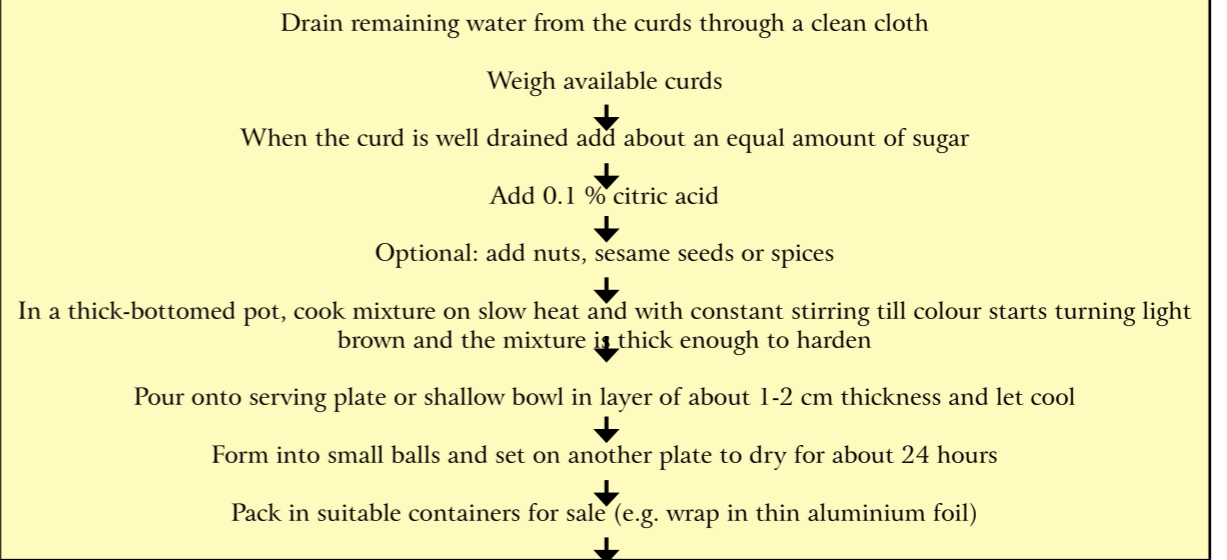 Drain remaining water from the curds through a clean cloth
Weigh available curds
When the curd is well drained add about an equal amount of sugar
Add 0.1 % citric acid
Optional: add nuts, sesame seeds or spices
In a thick-bottomed pot, cook mixture on slow heat and with constant stirring till colour starts turning light
brown and the mixture is thick enough to harden
Pour onto serving plate or shallow bowl in layer of about 1-2 cm thickness and let cool
Form into small balls and set on another plate to dry for about 24 hours
Pack in suitable containers for sale (e.g. wrap in thin aluminium foil)